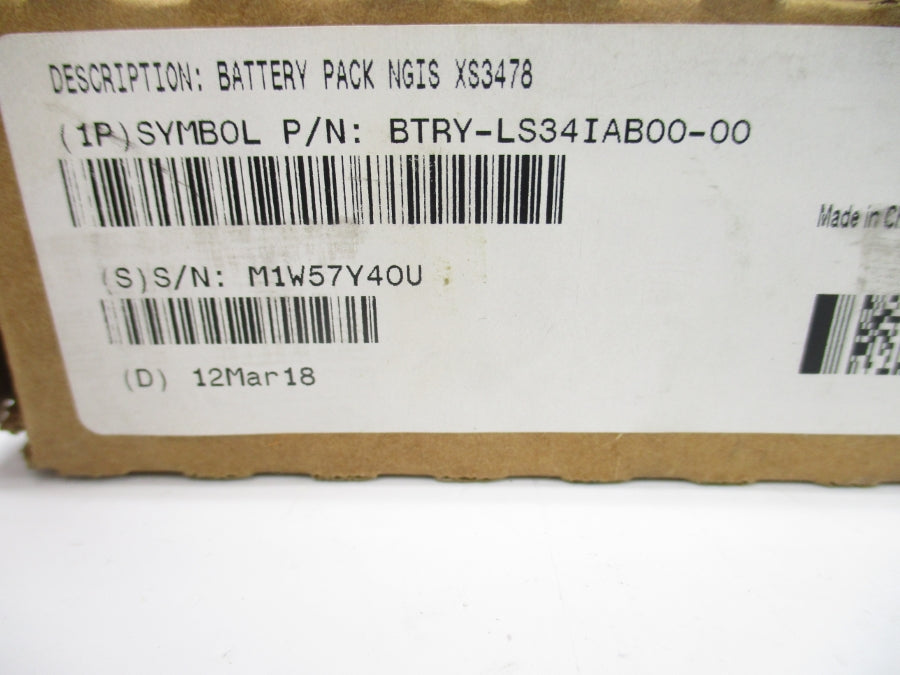 DESCRIPTION: BATTERY PACK NGIS XS3478
(1P)SYMBOL P/N: BTRY-LS34IAB00-00
Made in
(S)S/N: M1W57Y40U
(D) 12Mar18